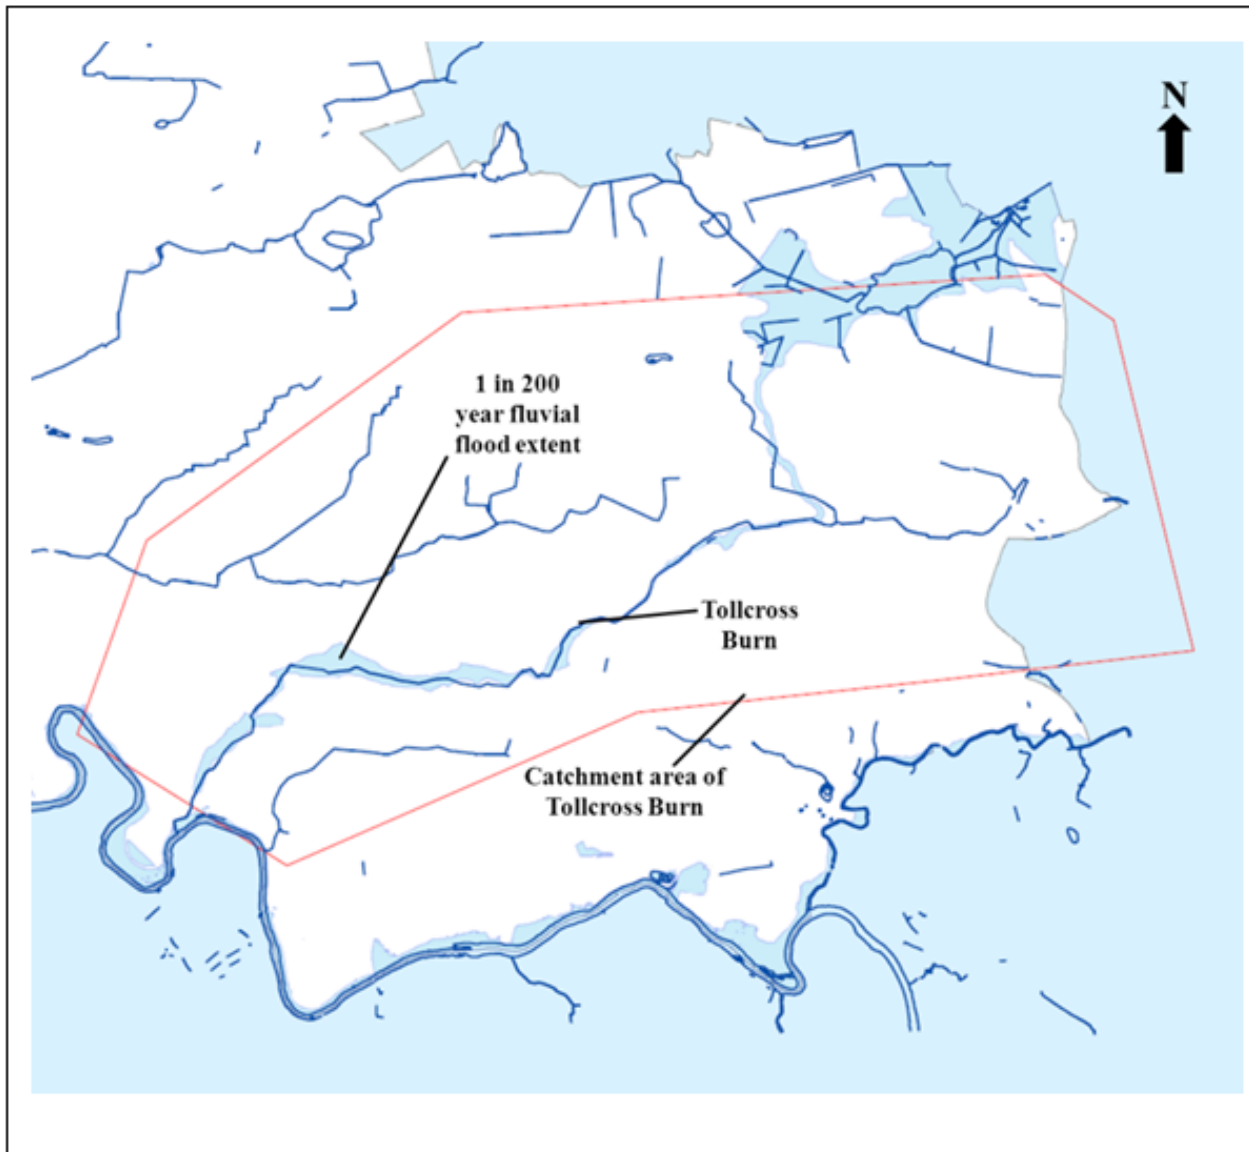 N
1 in 200
year fluvial
flood extent
Tollcross
Burn
Catchment area of
Tollcross Burn